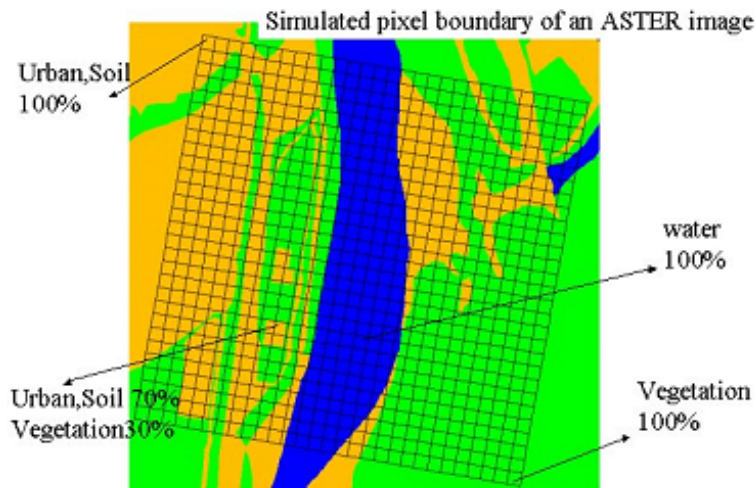 Simulated pixel boundary of an ASTER image
Urban,Soil
100%
water
100%
Urban,Soil 70%
Vegetation30%
Vegetation
100%